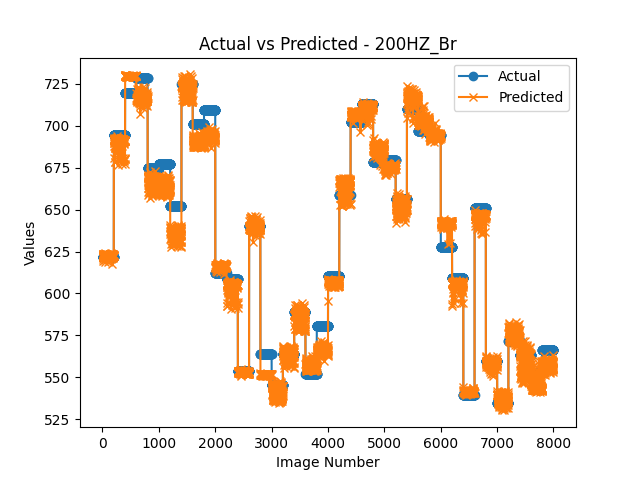 Actual vs Predicted - 200HZ_Br
Actual
Predicted
Values
725
700
675
650
625
600
575
550
525
0 1000 2000 3000 4000 5000 6000 7000 8000
Image Number